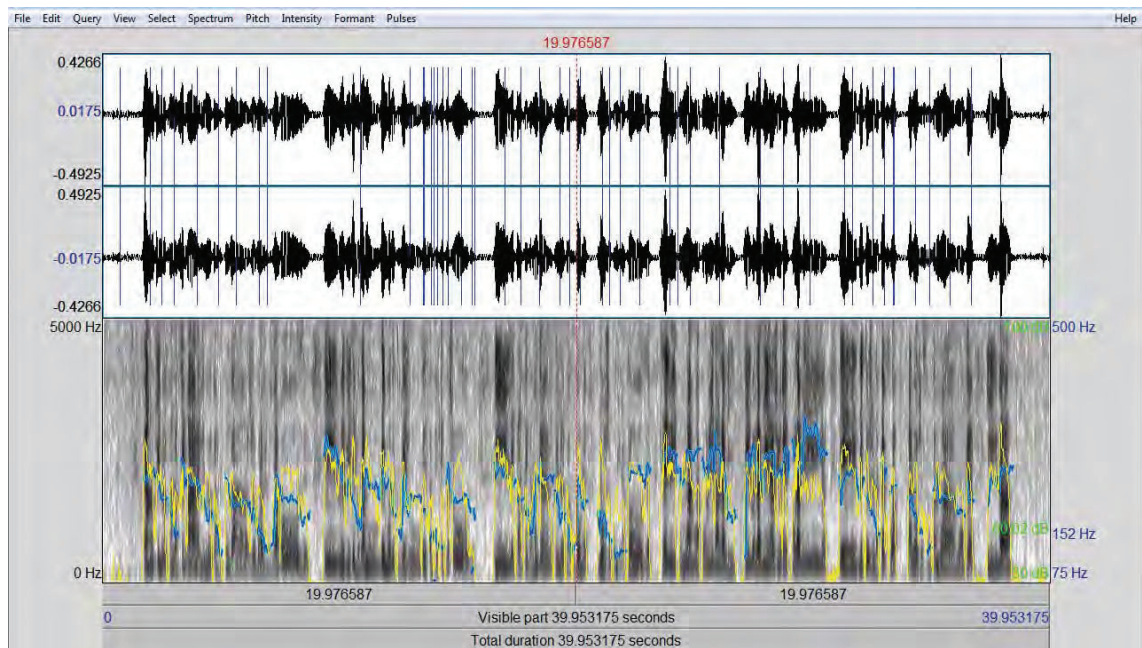 File Edit Query View Select Spectrum Pitch Intensity Formant Pulses Help
19.976587
0.4266
0.0175
-0.4925
0.4925
-0.0175
-0.4266
5000 Hz 500 Hz
152 Hz
0 Hz 75 Hz
19.976587 19.976587
0 Visible part 39.953175 seconds 39.953175
Total duration 39.953175 seconds